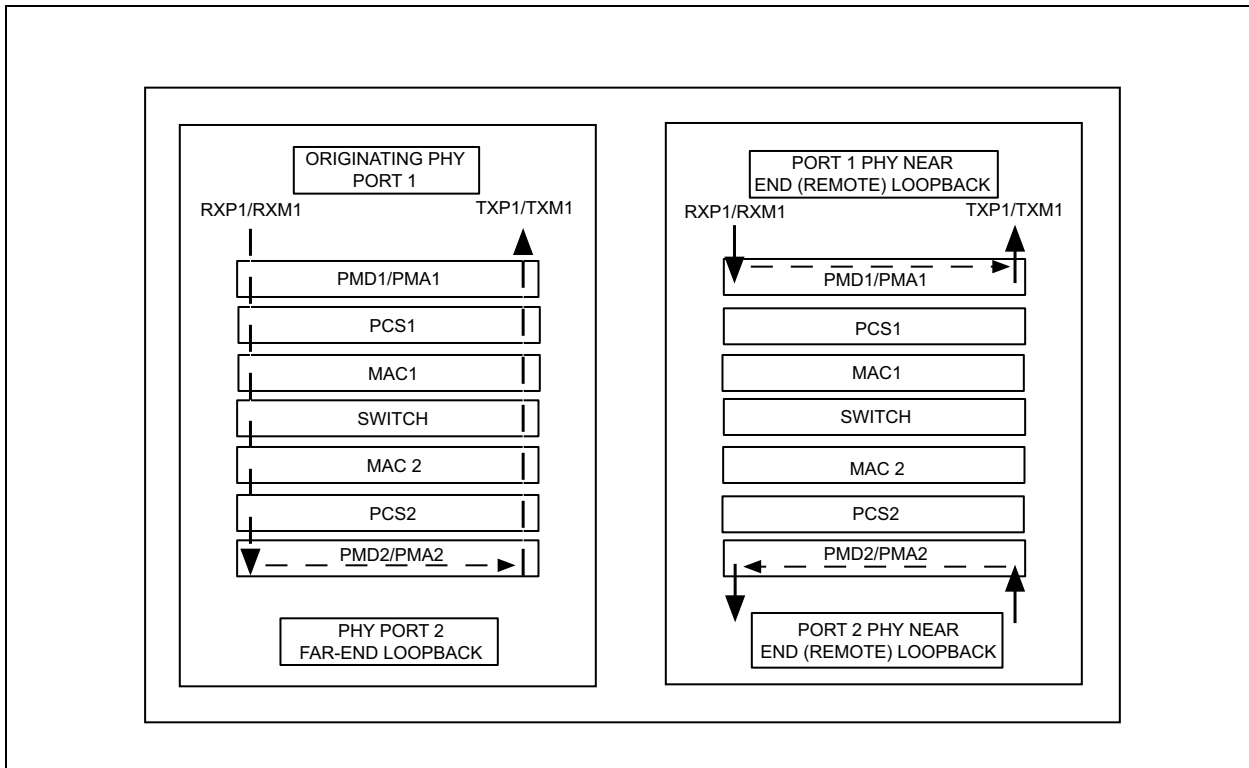 ORIGINATING PHY
PORT 1
RXP1/RXM1
TXP1/TXM1
PMD1/PMA1
PCS1
MAC1
SWITCH
MAC 2
PCS2
PMD2/PMA2
PHY PORT 2
FAR-END LOOPBACK
PORT 1 PHY NEAR
END (REMOTE) LOOPBACK
RXP1/RXM1
TXP1/TXM1
PMD1/PMA1
PCS1
MAC1
SWITCH
MAC 2
PCS2
PMD2/PMA2
PORT 2 PHY NEAR
END (REMOTE) LOOPBACK